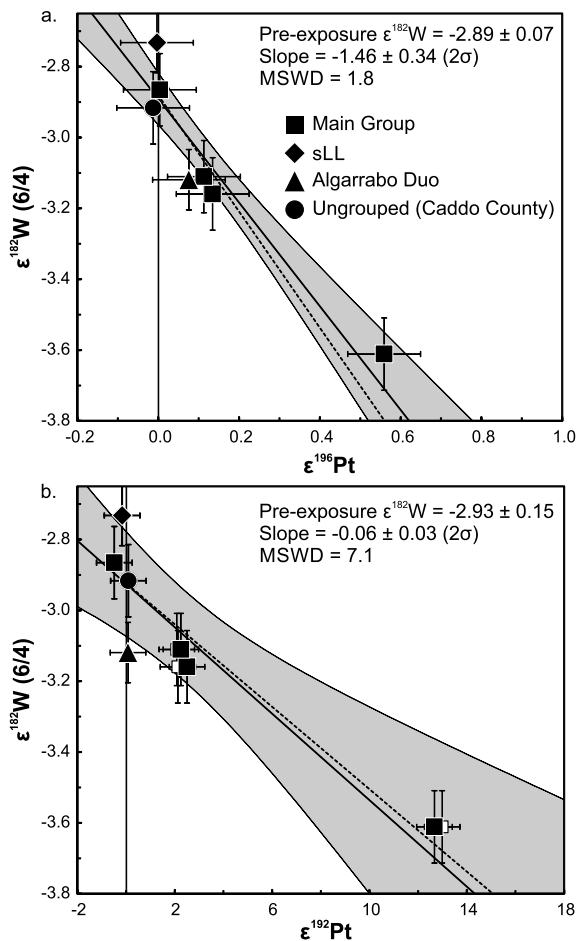 a.
Pre-exposure ε¹⁸²W = -2.89 ± 0.07
Slope = -1.46 ± 0.34 (2σ)
MSWD = 1.8
Main Group
sLL
Algarrabo Duo
Ungrouped (Caddo County)
ε¹⁸²W (6/4)
-2.8
-3.0
-3.2
-3.4
-3.6
-3.8
-0.2
0.0
0.2
0.4
0.6
0.8
1.0
ε¹⁹⁶Pt
b.
Pre-exposure ε¹⁸²W = -2.93 ± 0.15
Slope = -0.06 ± 0.03 (2σ)
MSWD = 7.1
ε¹⁸²W (6/4)
-2.8
-3.0
-3.2
-3.4
-3.6
-3.8
-2
2
6
10
14
18
ε¹⁹²Pt